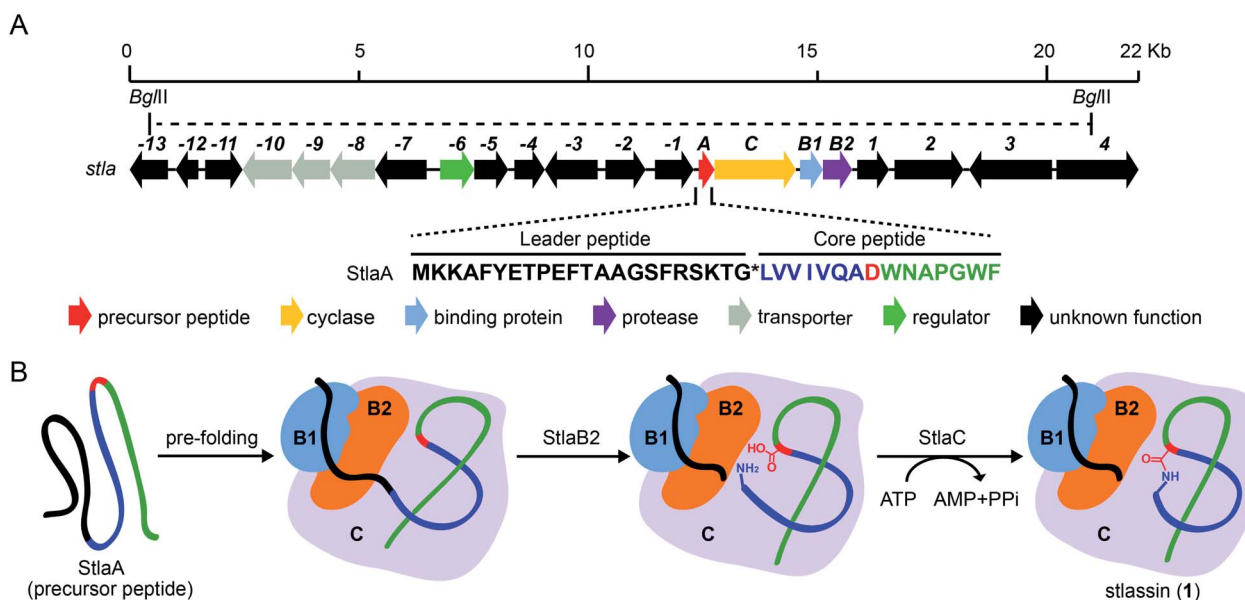 A
0 5 10 15 20 22 Kb
BglII BglII
-13 -12 -11 -10 -9 -8 -7 -6 -5 -4 -3 -2 -1 A C B1 B2 1 2 3 4
stla
Leader peptide Core peptide
StlaA MKKAFYETPEFTAAGSFRSKTG*LVVIVQADWNAPGWF
precursor peptide cyclase binding protein protease transporter regulator unknown function
B
B1 B2 C
B1 B2 C
B1 B2 C
pre-folding StlaB2 StlaC
HO O NH₂
O NH
ATP AMP+PPi
StlaA
(precursor peptide)
stlassin (1)